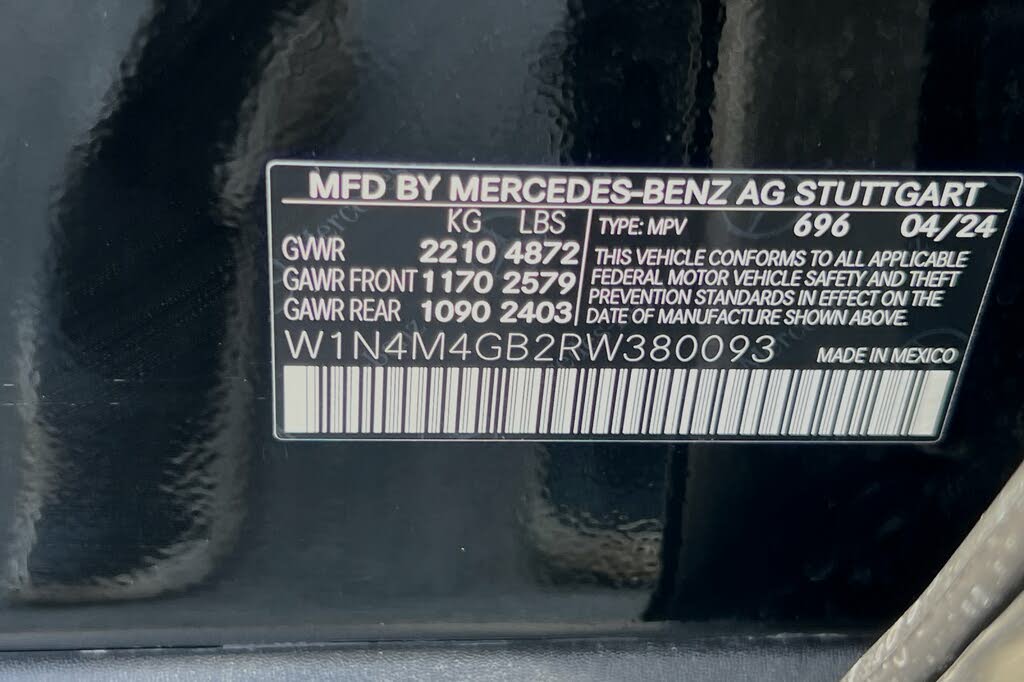 MFD BY MERCEDES-BENZ AG STUTTGART
KG LBS
GVWR 2210 4872
GAWR FRONT 1170 2579
GAWR REAR 1090 2403
TYPE: MPV 696 04/24
THIS VEHICLE CONFORMS TO ALL APPLICABLE
FEDERAL MOTOR VEHICLE SAFETY AND THEFT
PREVENTION STANDARDS IN EFFECT ON THE
DATE OF MANUFACTURE SHOWN ABOVE.
W1N4M4GB2RW380093
MADE IN MEXICO